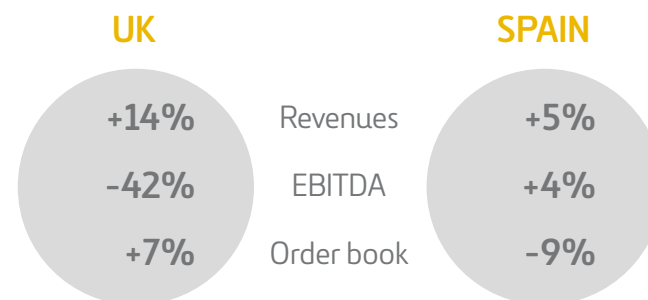 UK SPAIN
+14% Revenues +5%
-42% EBITDA +4%
+7% Order book -9%